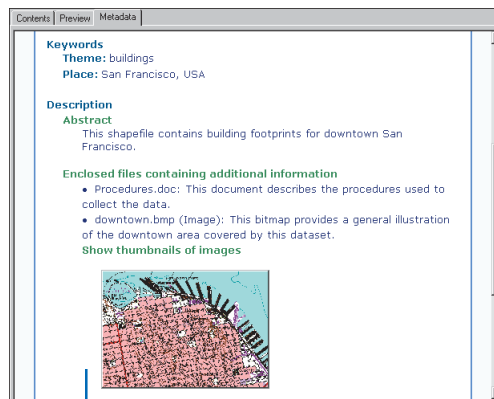 Contents Preview Metadata
Keywords
Theme: buildings
Place: San Francisco, USA
Description
Abstract
This shapefile contains building footprints for downtown San
Francisco.
Enclosed files containing additional information
• Procedures.doc: This document describes the procedures used to
collect the data.
• downtown.bmp (Image): This bitmap provides a general illustration
of the downtown area covered by this dataset.
Show thumbnails of images